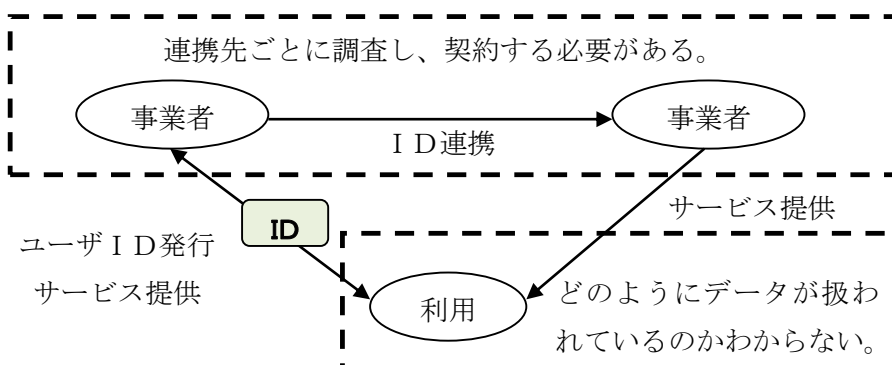 連携先ごとに調査し、契約する必要がある。
事業者
事業者
ＩＤ連携
サービス提供
ID
ユーザＩＤ発行
サービス提供
利用
どのようにデータが扱わ
れているのかわからない。